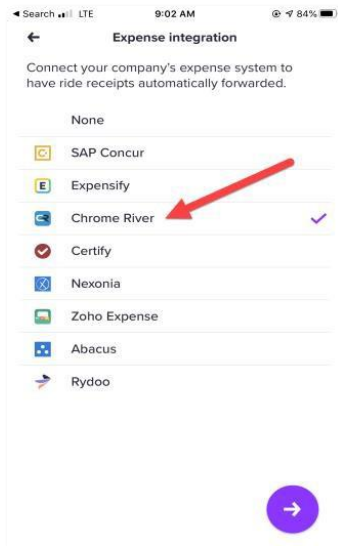 ◀ Search LTE 9:02 AM 84%
Expense integration
Connect your company's expense system to
have ride receipts automatically forwarded.
None
SAP Concur
E Expensify
CR Chrome River
Certify
Nexonia
Zoho Expense
Abacus
Rydoo